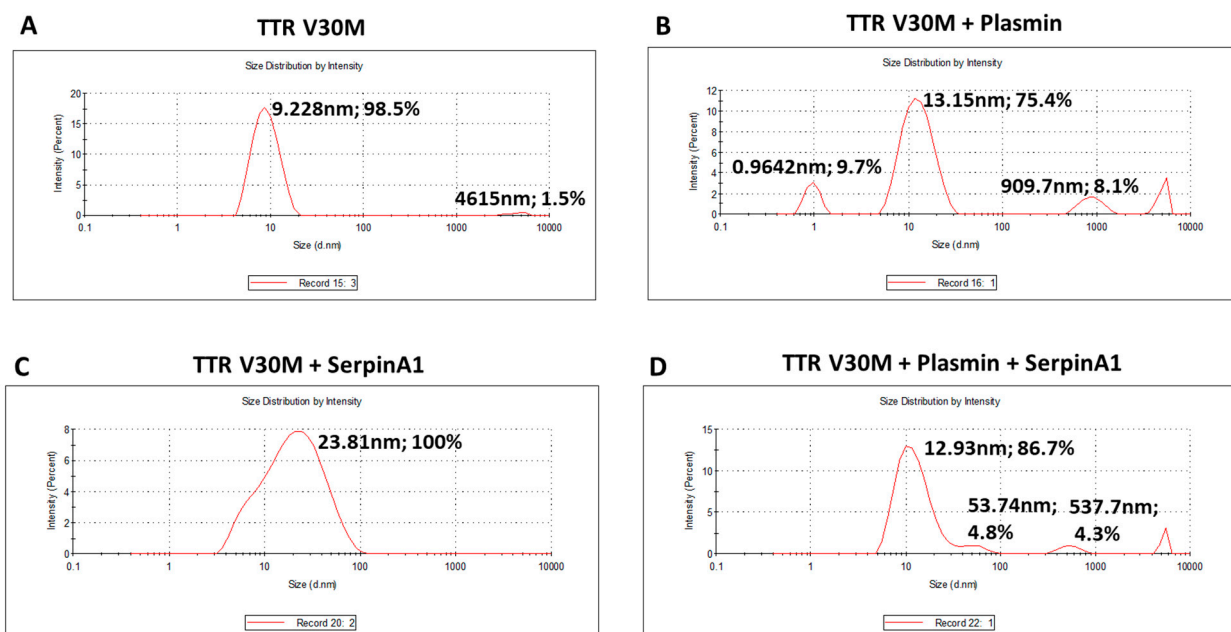 A
TTR V30M
Size Distribution by Intensity
Intensity (Percent)
20
15
10
5
0
9.228nm; 98.5%
4615nm; 1.5%
0.1
1
10
100
1000
10000
Size (d.nm)
Record 15: 3
B
TTR V30M + Plasmin
Size Distribution by Intensity
Intensity (Percent)
12
10
8
6
4
2
0
13.15nm; 75.4%
0.9642nm; 9.7%
909.7nm; 8.1%
0.1
1
10
100
1000
10000
Size (d.nm)
Record 16: 1
C
TTR V30M + SerpinA1
Size Distribution by Intensity
Intensity (Percent)
8
6
4
2
0
23.81nm; 100%
0.1
1
10
100
1000
10000
Size (d.nm)
Record 20: 2
D
TTR V30M + Plasmin + SerpinA1
Size Distribution by Intensity
Intensity (Percent)
15
10
5
0
12.93nm; 86.7%
53.74nm;
4.8%
537.7nm;
4.3%
0.1
1
10
100
1000
10000
Size (d.nm)
Record 22: 1